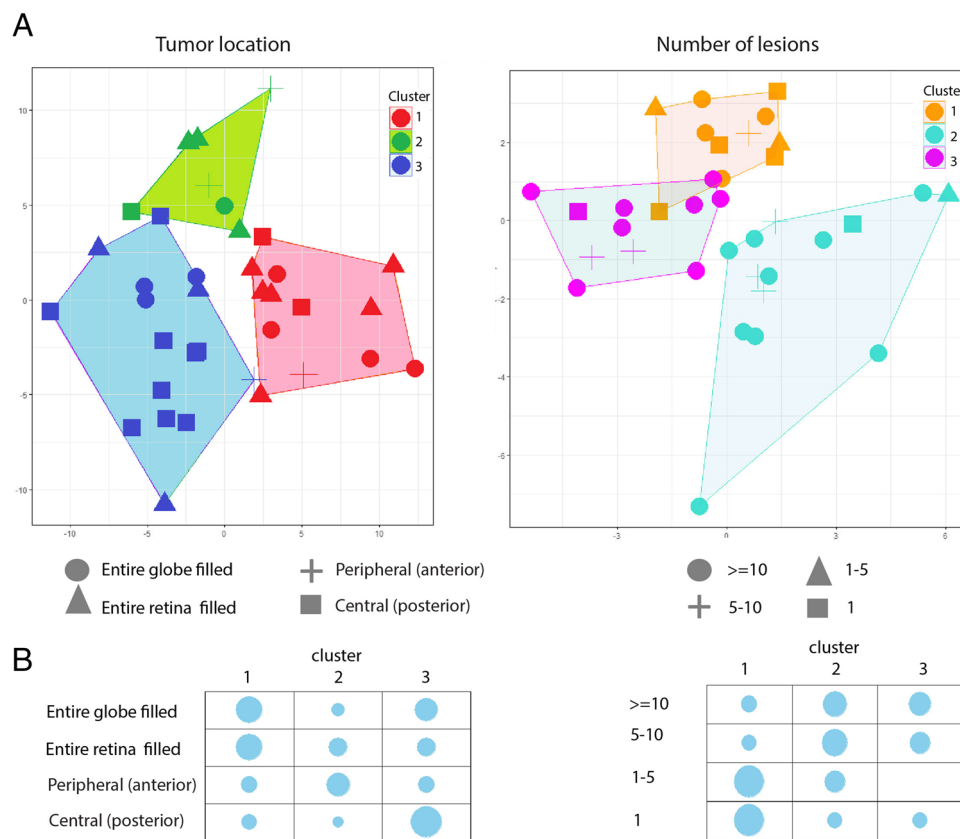 A
Tumor location
Number of lesions
Cluster
1
2
3
10
5
0
-5
-10
-10
-5
0
5
10
Cluster
1
2
3
2
0
-2
-4
-6
-3
0
3
6
Entire globe filled
Peripheral (anterior)
Entire retina filled
Central (posterior)
>=10
1-5
5-10
1
B
cluster
1 2 3
Entire globe filled
Entire retina filled
Peripheral (anterior)
Central (posterior)
cluster
1 2 3
>=10
5-10
1-5
1